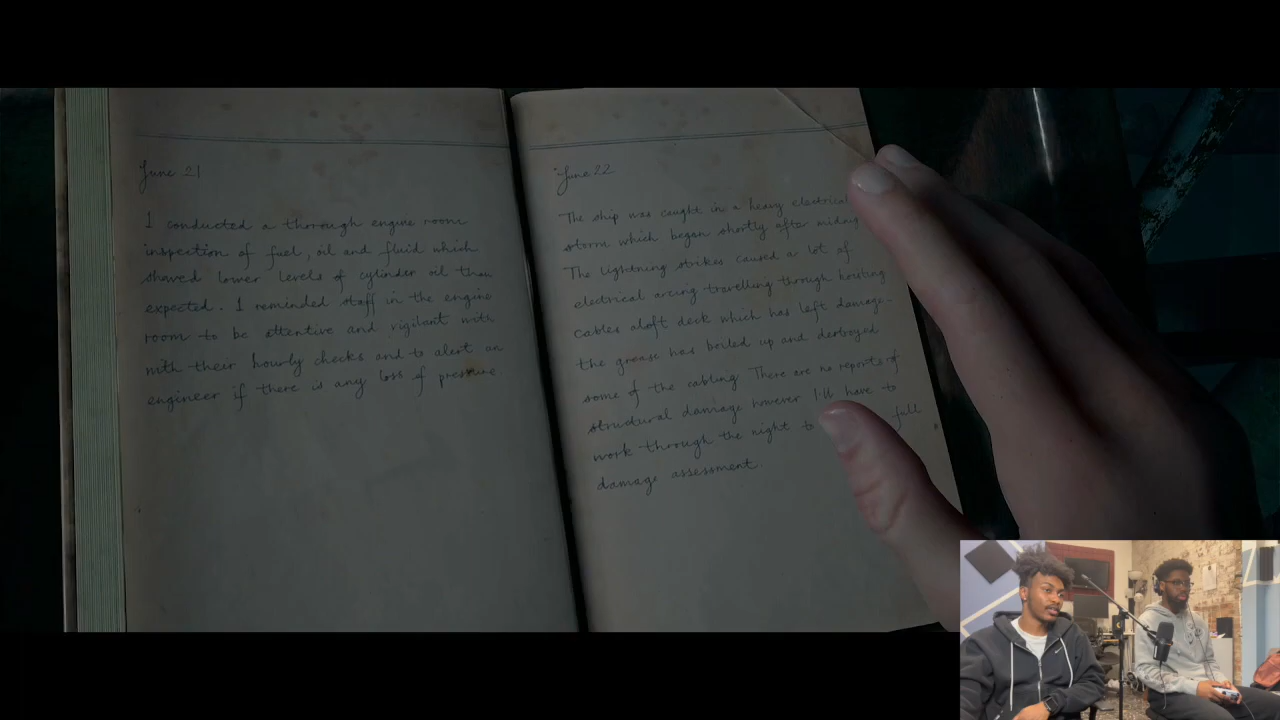 June 21
I conducted a thorough engine room
inspection of fuel, oil and fluid which
showed lower levels of cylinder oil than
expected. I reminded staff in the engine
room to be attentive and vigilant with
with their hourly checks and to alert an
engineer if there is any loss of pressure
June 22
The ship was caught in a heavy electrical
storm which began shortly after
The lightning strikes caused a lot of
electrical arcing travelling through hoisting
cables aloft deck which has left damage.
the grease has boiled up and destroyed
some of the cabling There are no reports of
structural damage however I'll have to
work through the night to full
damage assessment.